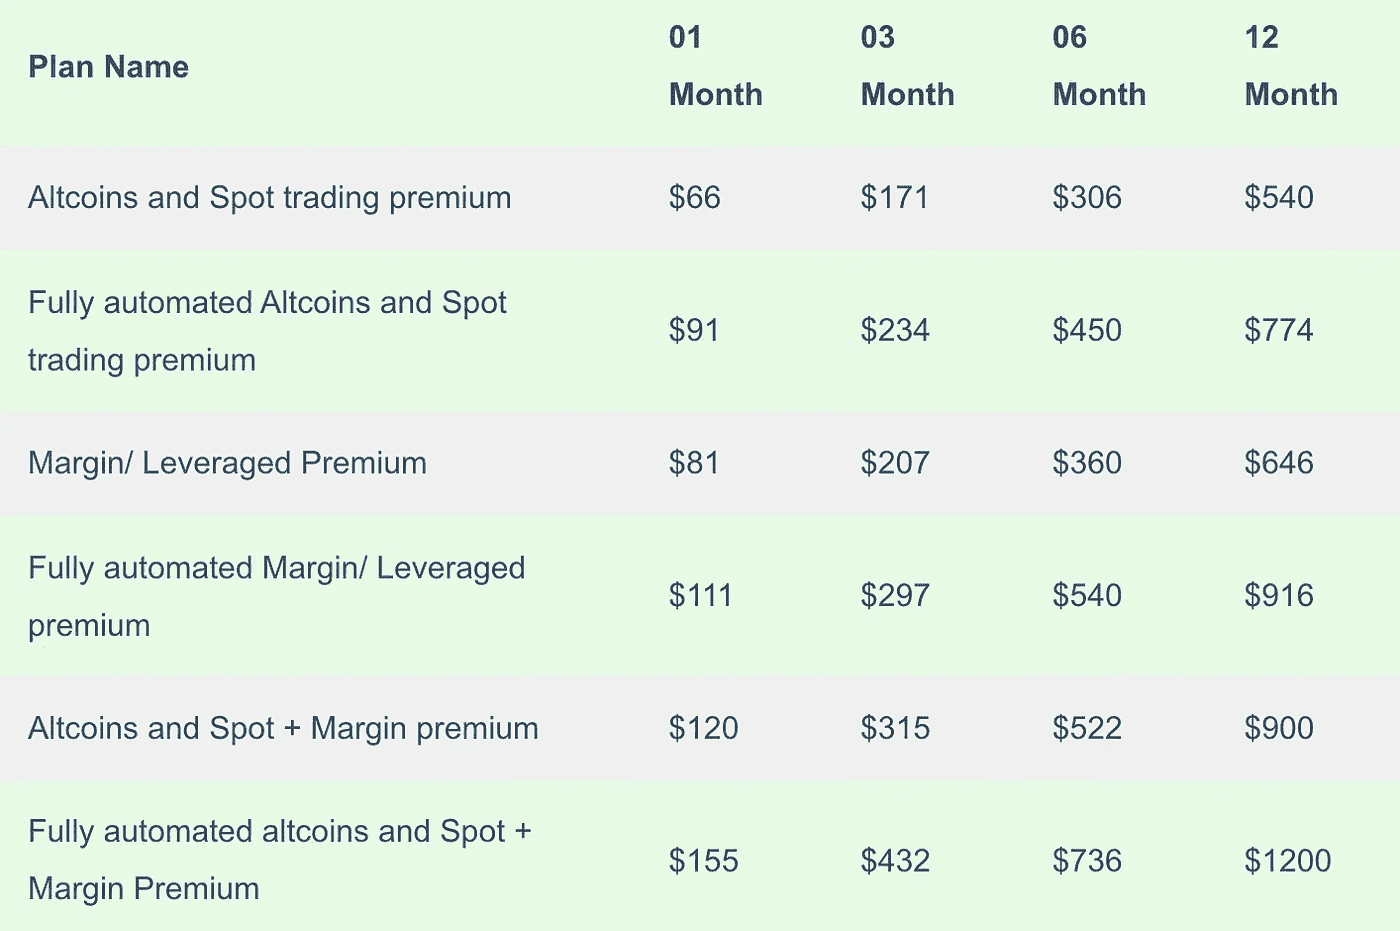 Plan Name
01 Month
03 Month
06 Month
12 Month
Altcoins and Spot trading premium $66 $171 $306 $540
Fully automated Altcoins and Spot
trading premium
$91 $234 $450 $774
Margin/ Leveraged Premium $81 $207 $360 $646
Fully automated Margin/ Leveraged
premium
$111 $297 $540 $916
Altcoins and Spot + Margin premium $120 $315 $522 $900
Fully automated altcoins and Spot +
Margin Premium
$155 $432 $736 $1200